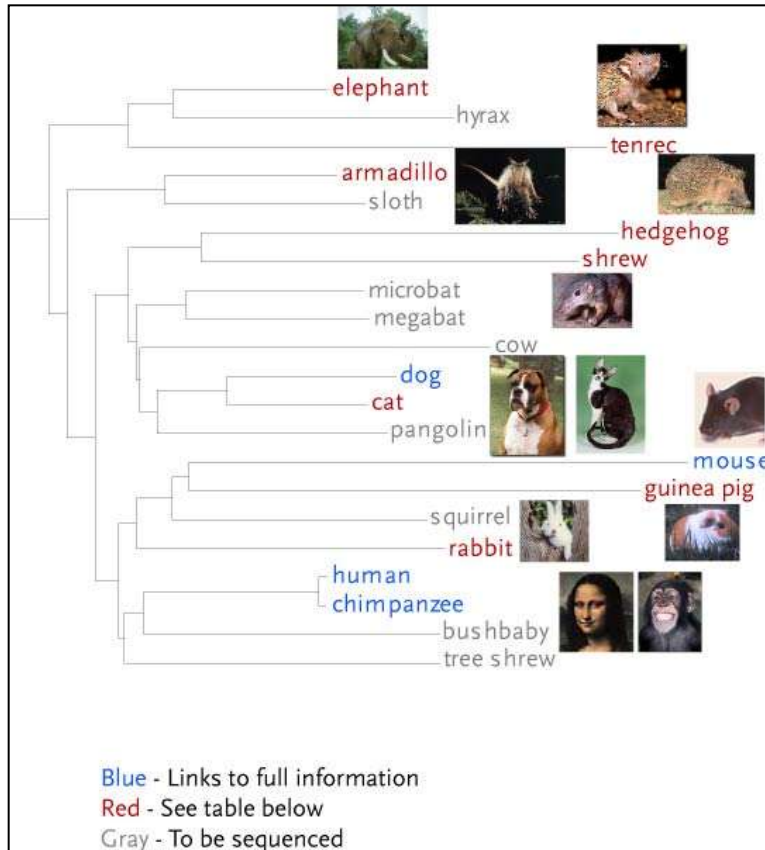 elephant
hyrax
tenrec
armadillo
sloth
hedgehog
shrew
microbat
megabat
cow
dog
cat
pangolin
mouse
guinea pig
squirrel
rabbit
human
chimpanzee
bushbaby
tree shrew
Blue - Links to full information
Red - See table below
Gray - To be sequenced